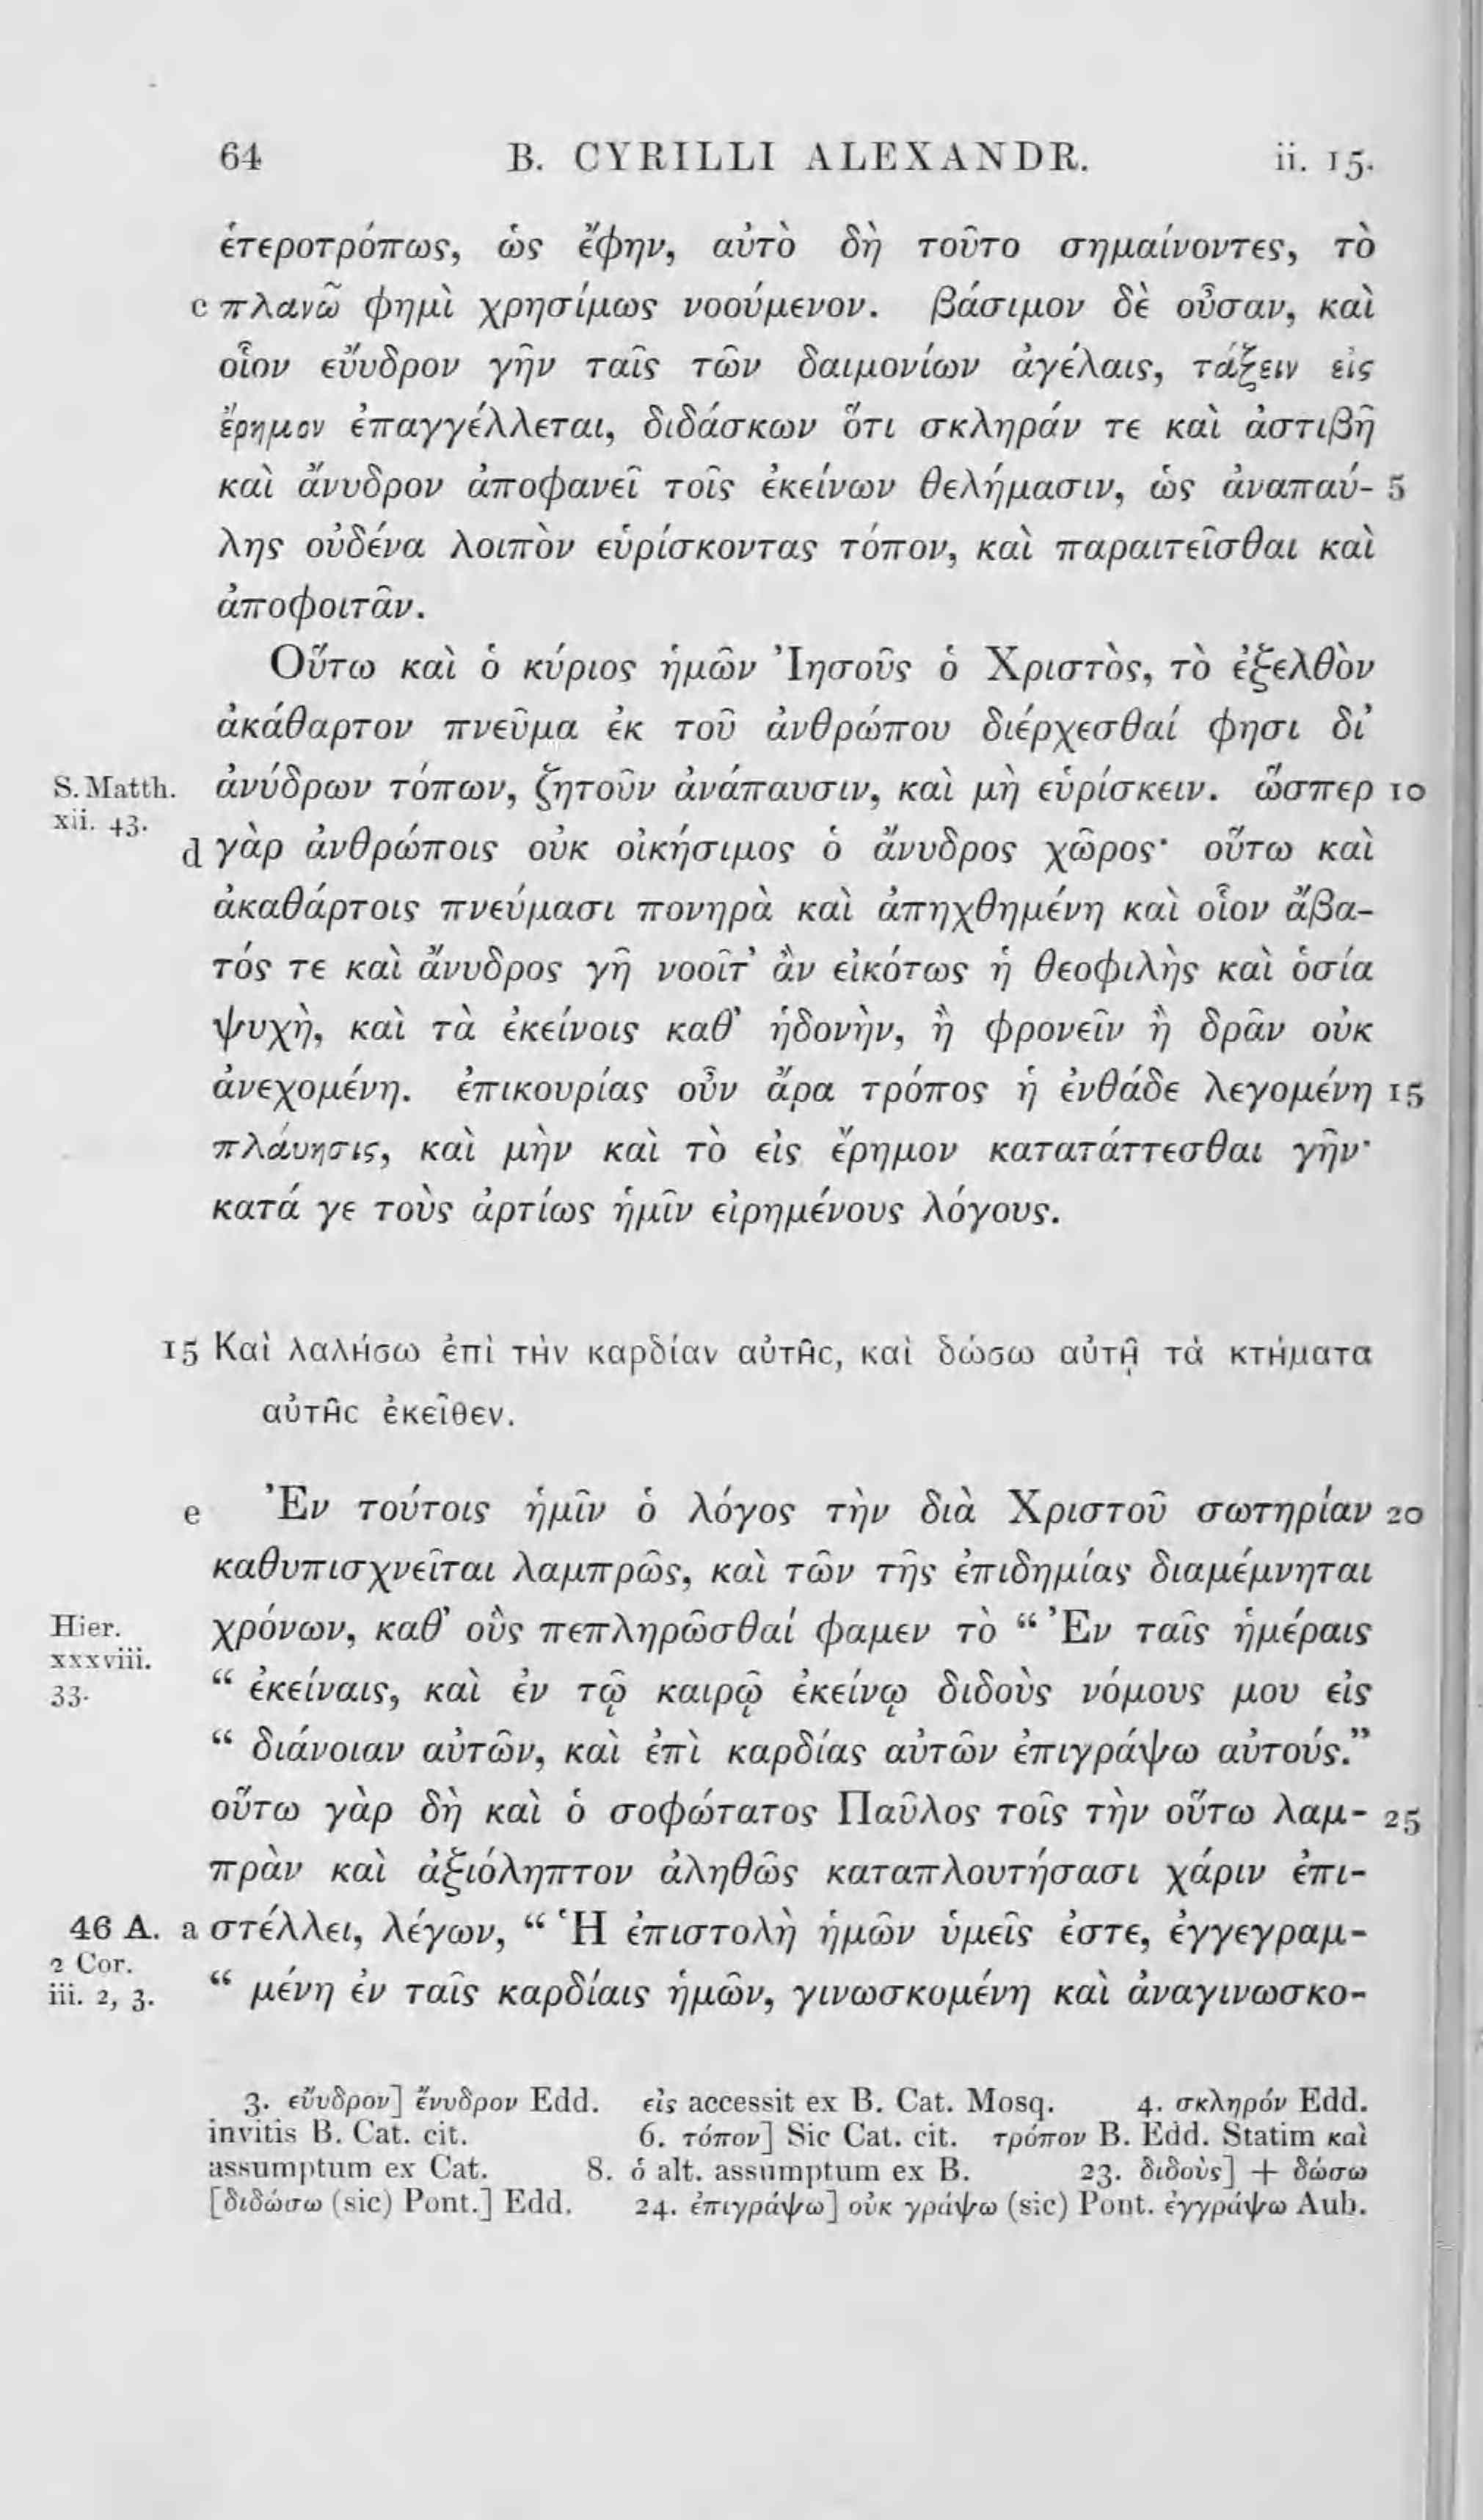 64 B. CYRILLI ALEXANDR. ii. 15.
ἑτεροτρόπως, ὡς ἔφην, αὐτὸ δὴ τοῦτο σημαίνοντες, τὸ
c πλανῶ φημὶ χρησίμως νοούμενον. βάσιμον δὲ οὖσαν, καὶ
οἷον εὔυδρον γῆν ταῖς τῶν δαιμονίων ἀγέλαις, τάξειν εἰς
ἔρημον ἐπαγγέλλεται, διδάσκων ὅτι σκληράν τε καὶ ἀστιβῆ
καὶ ἄνυδρον ἀποφανεῖ τοῖς ἐκείνων θελήμασιν, ὡς ἀναπαύ- 5
λης οὐδένα λοιπὸν εὑρίσκοντας τόπον, καὶ παραιτεῖσθαι καὶ
ἀποφοιτᾶν.
Οὕτω καὶ ὁ κύριος ἡμῶν Ἰησοῦς ὁ Χριστὸς, τὸ ἐξελθὸν
ἀκάθαρτον πνεῦμα ἐκ τοῦ ἀνθρώπου διέρχεσθαί φησι δι’
S. Matth. ἀνύδρων τόπων, ζητοῦν ἀνάπαυσιν, καὶ μὴ εὑρίσκειν. ὥσπερ 10
xii. 43.
d γὰρ ἀνθρώποις οὐκ οἰκήσιμος ὁ ἄνυδρος χῶρος· οὕτω καὶ
ἀκαθάρτοις πνεύμασι πονηρὰ καὶ ἀπηχθημένη καὶ οἷον ἄβα-
τός τε καὶ ἄνυδρος γῆ νοοῖτ’ ἂν εἰκότως ἡ θεοφιλὴς καὶ ὁσία
ψυχὴ, καὶ τὰ ἐκείνοις καθ’ ἡδονὴν, ἢ φρονεῖν ἢ δρᾶν οὐκ
ἀνεχομένη. ἐπικουρίας οὖν ἄρα τρόπος ἡ ἐνθάδε λεγομένη 15
πλάνησις, καὶ μὴν καὶ τὸ εἰς ἔρημον κατατάττεσθαι γῆν·
κατά γε τοὺς ἀρτίως ἡμῖν εἰρημένους λόγους.
15 Καὶ λαλήσω ἐπὶ τὴν καρδίαν αὐτῆς, καὶ δώσω αὐτῇ τὰ κτήματα
αὐτῆς ἐκεῖθεν.
e Ἐν τούτοις ἡμῖν ὁ λόγος τὴν διὰ Χριστοῦ σωτηρίαν 20
καθυπισχνεῖται λαμπρῶς, καὶ τῶν τῆς ἐπιδημίας διαμέμνηται
Hier. χρόνων, καθ’ οὓς πεπληρῶσθαί φαμεν τὸ “ Ἐν ταῖς ἡμέραις
xxxviii.
33. “ ἐκείναις, καὶ ἐν τῷ καιρῷ ἐκείνῳ διδοὺς νόμους μου εἰς
“ διάνοιαν αὐτῶν, καὶ ἐπὶ καρδίας αὐτῶν ἐπιγράψω αὐτούς.”
οὕτω γὰρ δὴ καὶ ὁ σοφώτατος Παῦλος τοῖς τὴν οὕτω λαμ- 25
πρὰν καὶ ἀξιόληπτον ἀληθῶς καταπλουτήσασι χάριν ἐπι-
46 A. a στέλλει, λέγων, “ Ἡ ἐπιστολὴ ἡμῶν ὑμεῖς ἐστε, ἐγγεγραμ-
2 Cor.
iii. 2, 3. “ μένη ἐν ταῖς καρδίαις ἡμῶν, γινωσκομένη καὶ ἀναγινωσκο-
3. εὔυδρον] ἔνυδρον Edd. εἰς accessit ex B. Cat. Mosq. 4. σκληρόν Edd.
invitis B. Cat. cit. 6. τόπον] Sic Cat. cit. τρόπον B. Edd. Statim καὶ
assumptum ex Cat. 8. ὁ alt. assumptum ex B. 23. διδοὺς] + δώσω
[διδώσω (sic) Pont.] Edd. 24. ἐπιγράψω] οὐκ γράψω (sic) Pont. ἐγγράψω Aub.